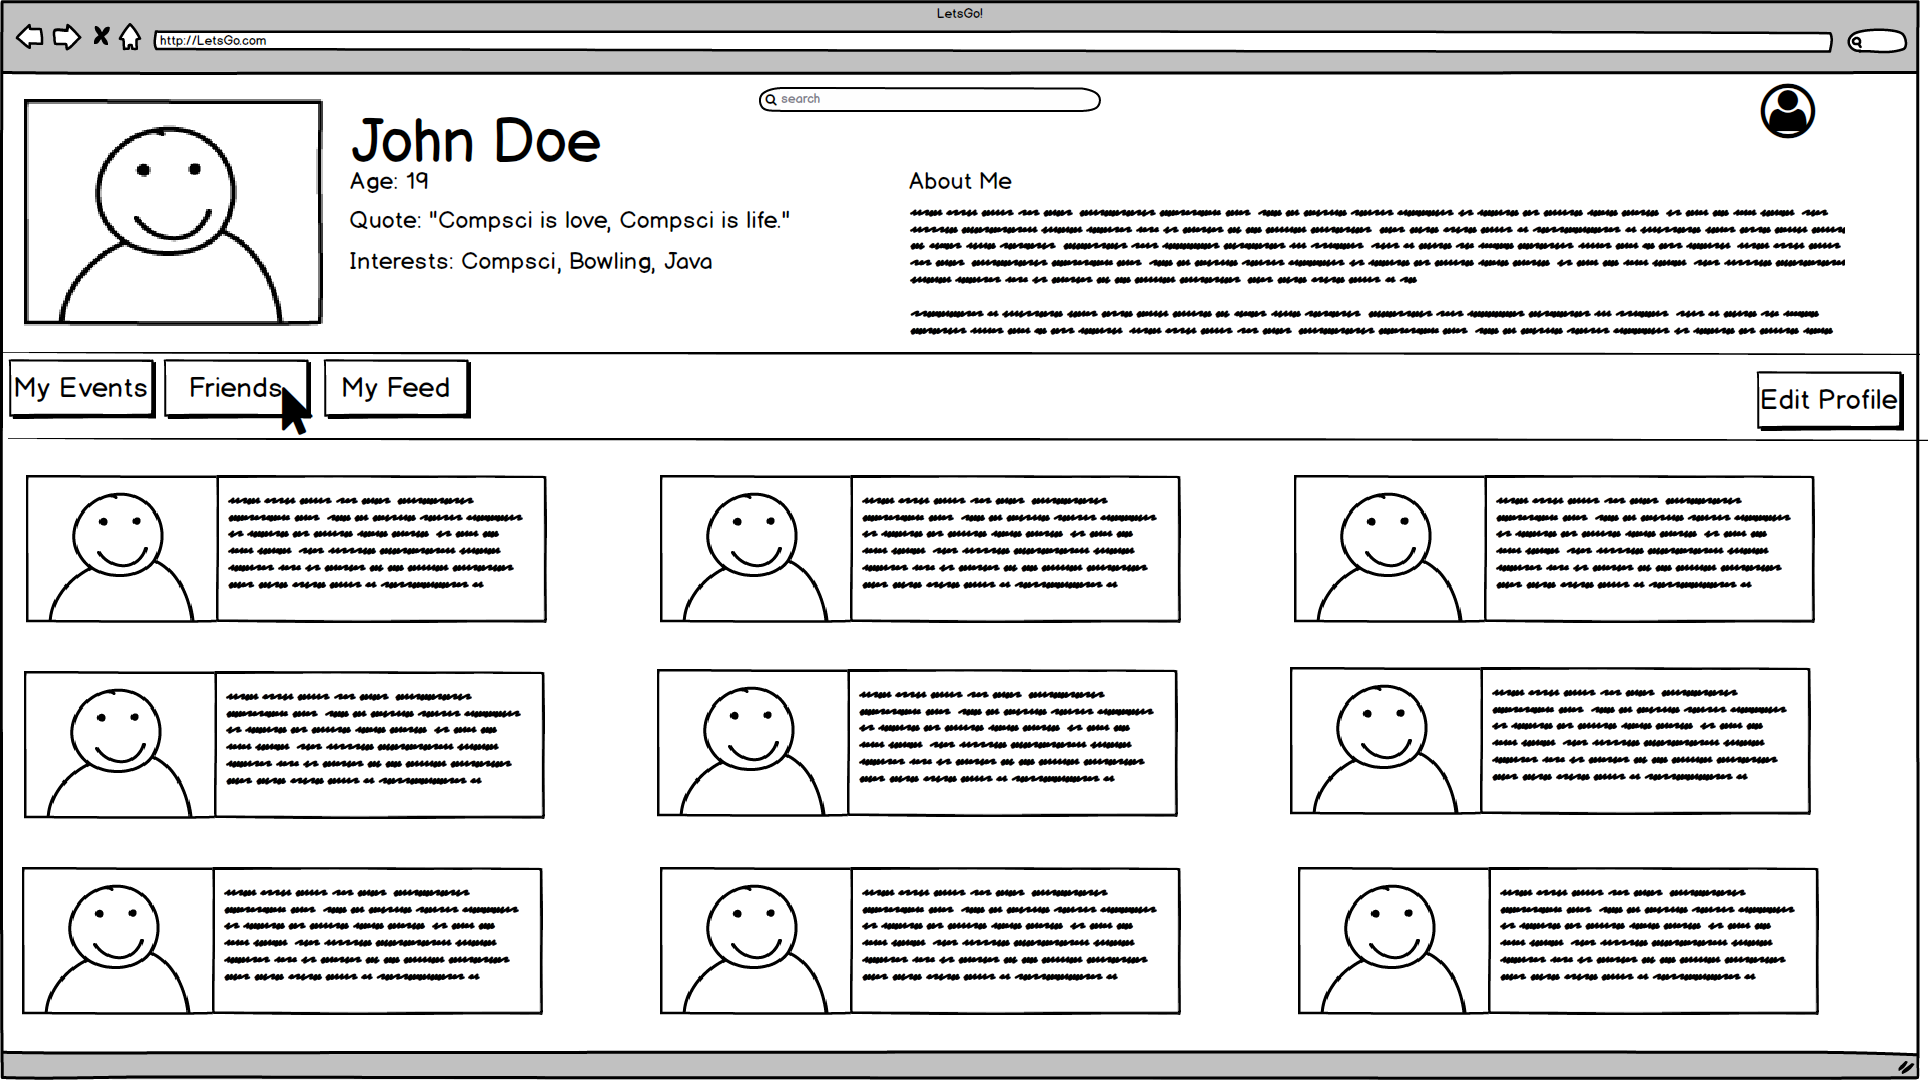 LetsGo!
http://LetsGo.com
search
John Doe
Age: 19
Quote: "Compsci is love, Compsci is life."
Interests: Compsci, Bowling, Java
About Me
My Events
Friends
My Feed
Edit Profile